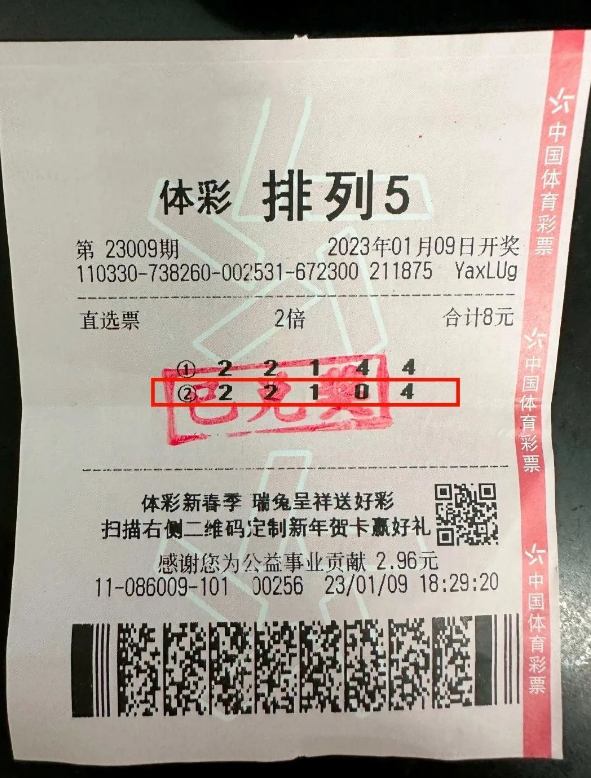 体彩 排列5
第 23009期 2023年01月09日开奖
110330-738260-002531-672300 211875 YaxLUg
直选票 2倍 合计8元
① 2 2 1 4 4
② 2 2 1 0 4
已兑奖
体彩新春季 瑞兔呈祥送好彩
扫描右侧二维码定制新年贺卡赢好礼
感谢您为公益事业贡献 2.96元
11-086009-101 00256 23/01/09 18:29:20
中国体育彩票
中国体育彩票
中国体育彩票